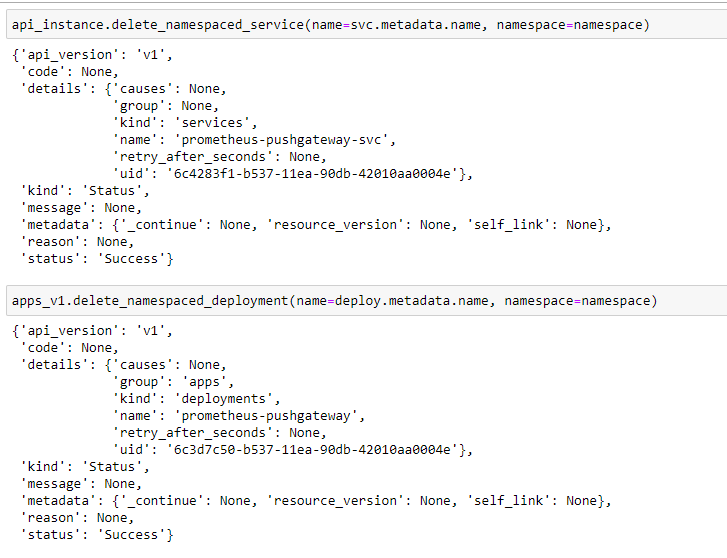 api_instance.delete_namespaced_service(name=svc.metadata.name, namespace=namespace)
{'api_version': 'v1',
 'code': None,
 'details': {'causes': None,
             'group': None,
             'kind': 'services',
             'name': 'prometheus-pushgateway-svc',
             'retry_after_seconds': None,
             'uid': '6c4283f1-b537-11ea-90db-42010aa0004e'},
 'kind': 'Status',
 'message': None,
 'metadata': {'_continue': None, 'resource_version': None, 'self_link': None},
 'reason': None,
 'status': 'Success'}
apps_v1.delete_namespaced_deployment(name=deploy.metadata.name, namespace=namespace)
{'api_version': 'v1',
 'code': None,
 'details': {'causes': None,
             'group': 'apps',
             'kind': 'deployments',
             'name': 'prometheus-pushgateway',
             'retry_after_seconds': None,
             'uid': '6c3d7c50-b537-11ea-90db-42010aa0004e'},
 'kind': 'Status',
 'message': None,
 'metadata': {'_continue': None, 'resource_version': None, 'self_link': None},
 'reason': None,
 'status': 'Success'}